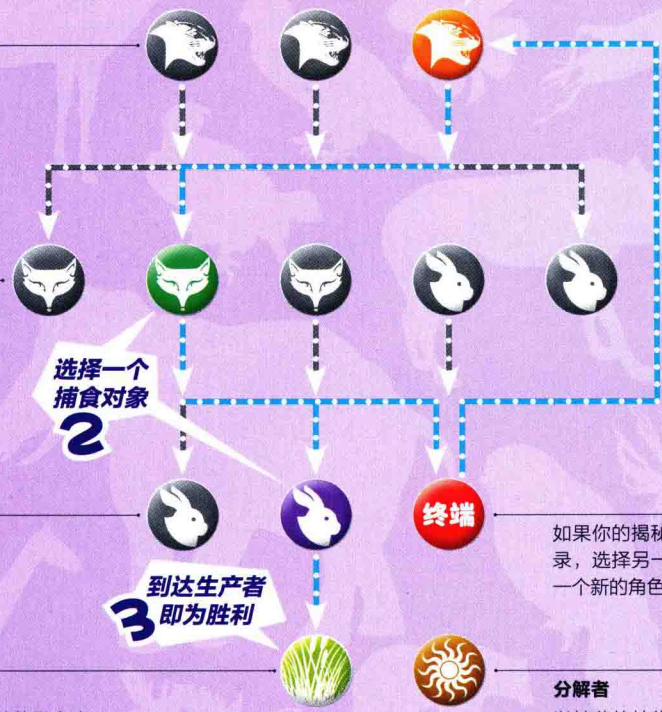 选择一个
捕食对象
2
终端
如果你的揭秘
录，选择另一
一个新的角色
到达生产者
3 即为胜利
分解者